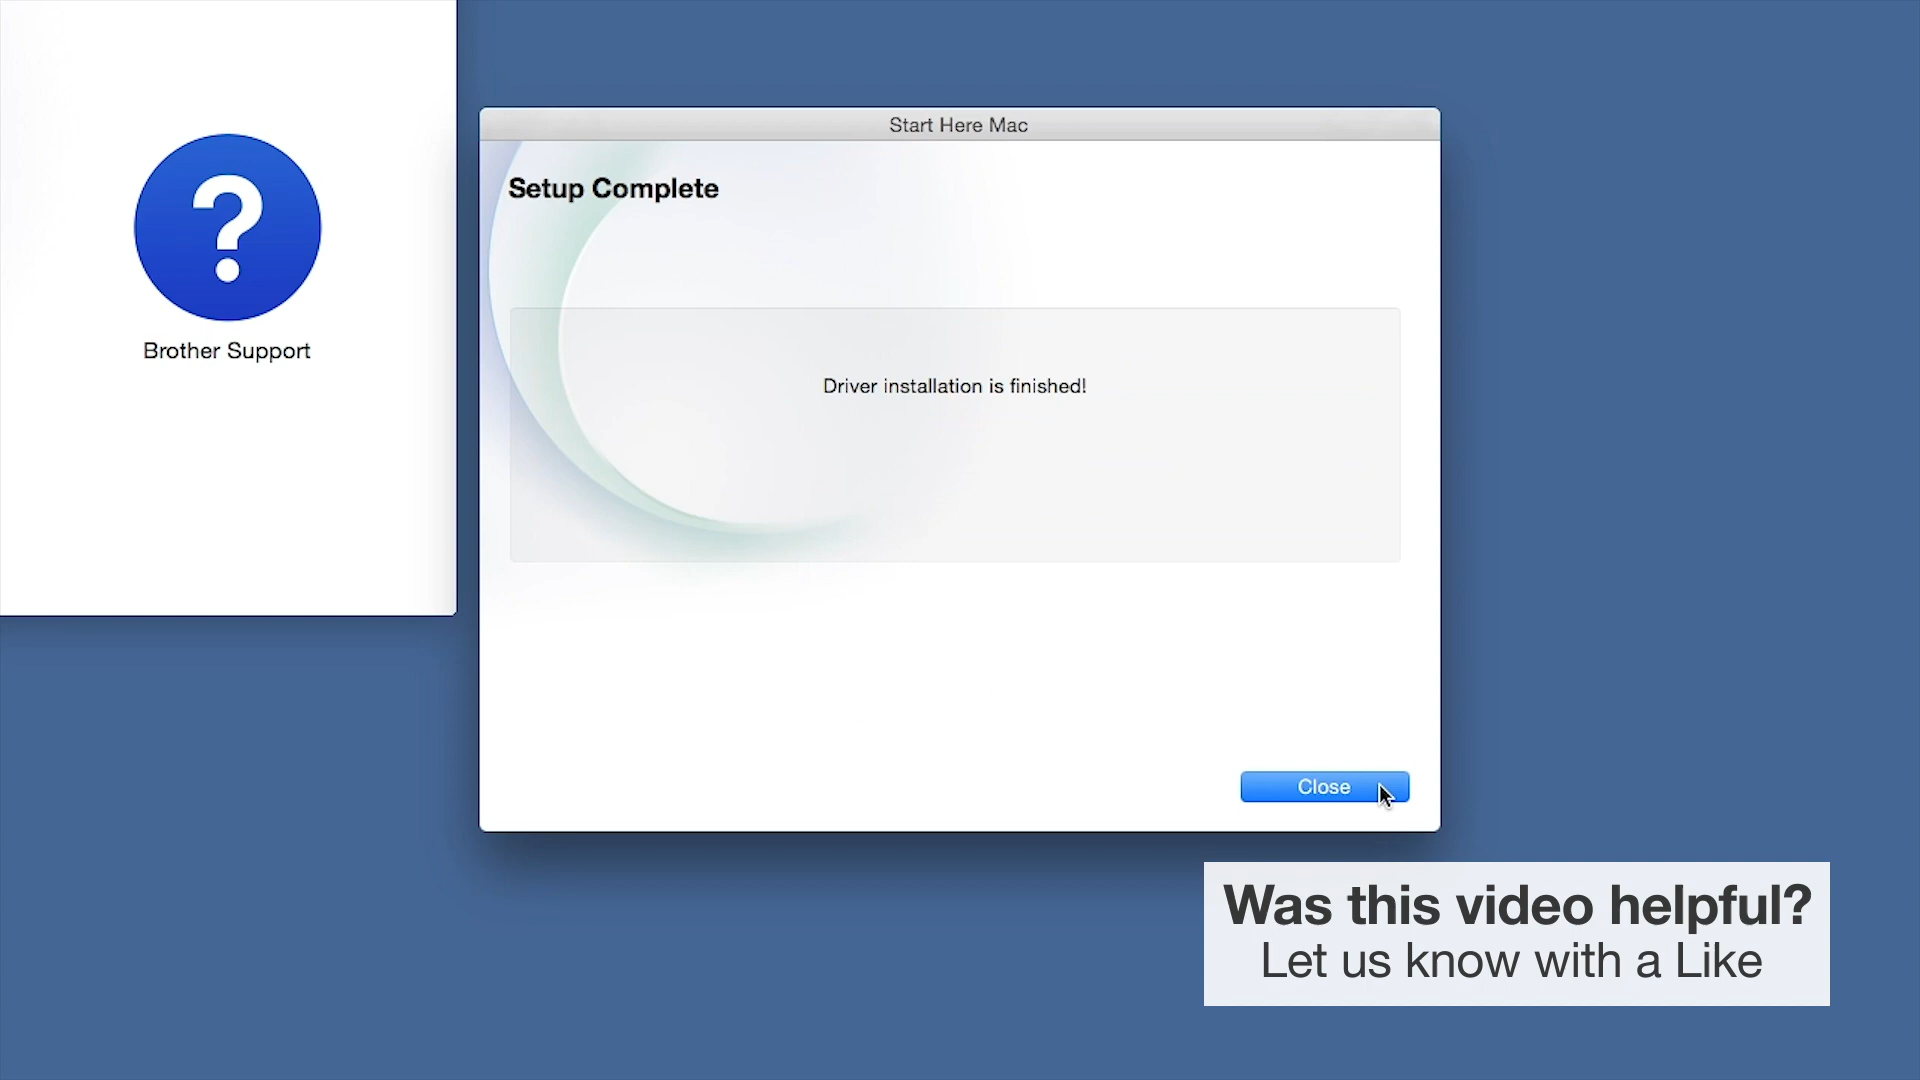 Start Here Mac
Setup Complete
?
Brother Support
Driver installation is finished!
Close
Was this video helpful?
Let us know with a Like